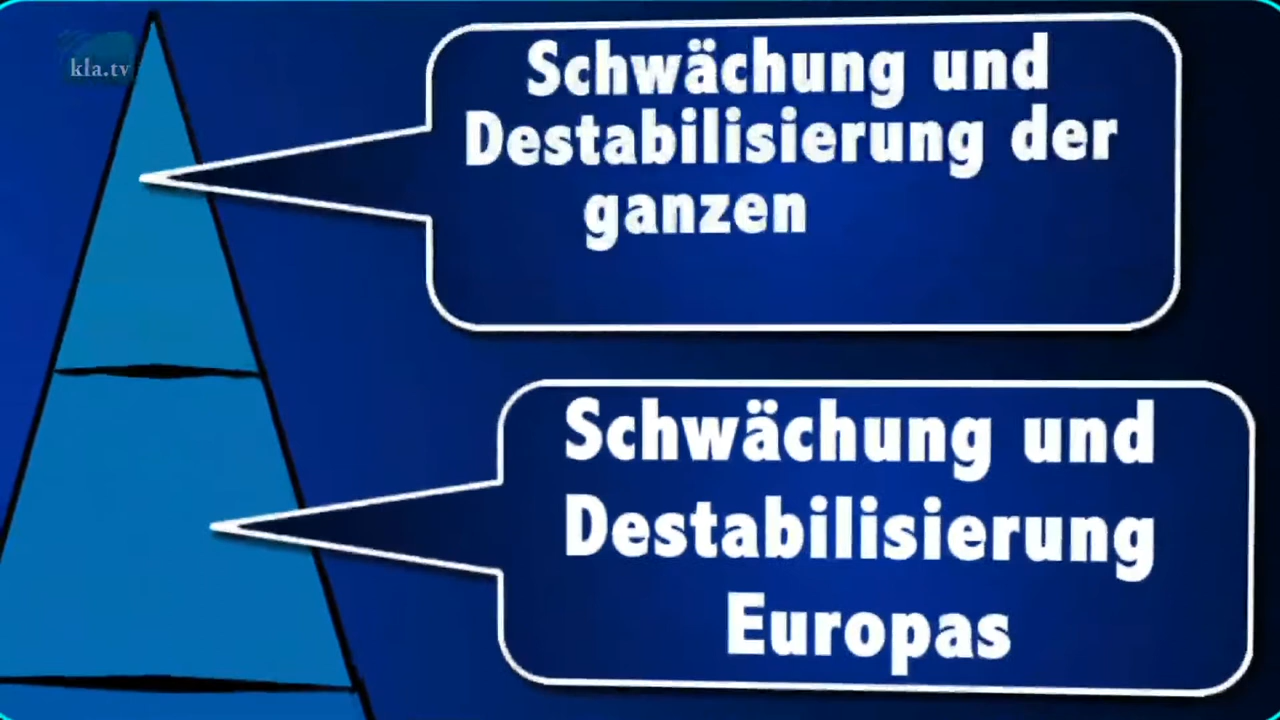 kla.tv
Schwächung und
Destabilisierung der
ganzen
Schwächung und
Destabilisierung
Europas